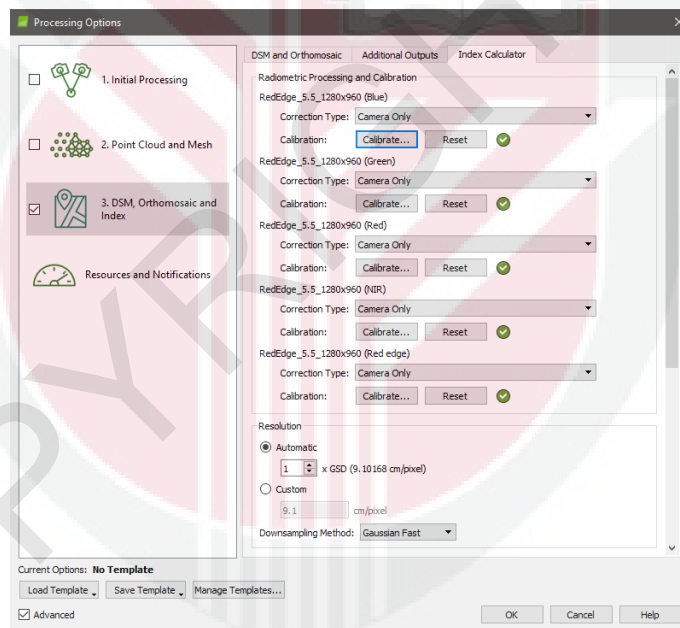 Processing Options
DSM and Orthomosaic Additional Outputs Index Calculator
1. Initial Processing
2. Point Cloud and Mesh
3. DSM, Orthomosaic and
Index
Resources and Notifications
Radiometric Processing and Calibration
RedEdge_5.5_1280x960 (Blue)
Correction Type: Camera Only
Calibration: Calibrate... Reset
RedEdge_5.5_1280x960 (Green)
Correction Type: Camera Only
Calibration: Calibrate... Reset
RedEdge_5.5_1280x960 (Red)
Correction Type: Camera Only
Calibration: Calibrate... Reset
RedEdge_5.5_1280x960 (NIR)
Correction Type: Camera Only
Calibration: Calibrate... Reset
RedEdge_5.5_1280x960 (Red edge)
Correction Type: Camera Only
Calibration: Calibrate... Reset
Resolution
Automatic
1 x GSD (9.10168 cm/pixel)
Custom
9.1 cm/pixel
Downsampling Method: Gaussian Fast
Current Options: No Template
Load Template Save Template Manage Templates...
Advanced
OK Cancel Help
PYRIGH